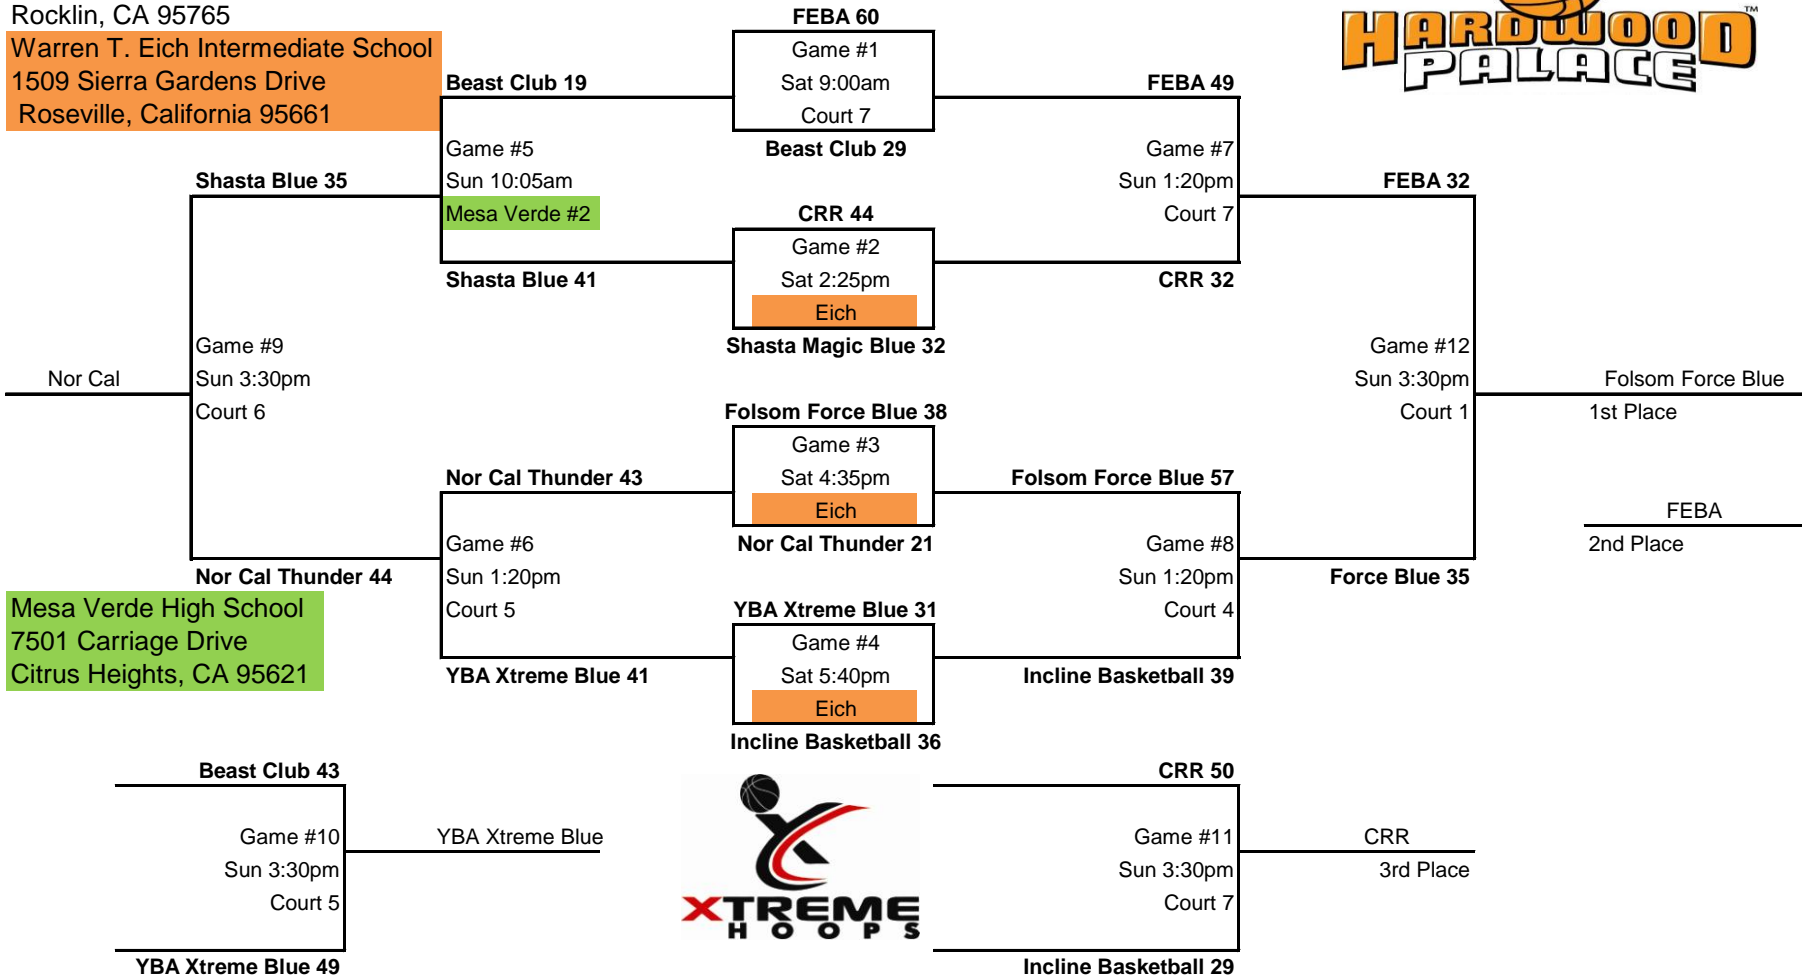 Rocklin, CA 95765
Warren T. Eich Intermediate School
1509 Sierra Gardens Drive
Roseville, California 95661
HARDWOOD
PALACE™
FEBA 60
Game #1
Sat 9:00am
Court 7
Beast Club 29
Beast Club 19
Game #5
Sun 10:05am
Mesa Verde #2
Shasta Blue 41
FEBA 49
Game #7
Sun 1:20pm
Court 7
CRR 32
Shasta Blue 35
Game #9
Sun 3:30pm
Court 6
Nor Cal Thunder 44
Nor Cal
CRR 44
Game #2
Sat 2:25pm
Eich
Shasta Magic Blue 32
FEBA 32
Game #12
Sun 3:30pm
Court 1
Force Blue 35
Folsom Force Blue
1st Place
FEBA
2nd Place
Folsom Force Blue 38
Game #3
Sat 4:35pm
Eich
Nor Cal Thunder 21
Nor Cal Thunder 43
Game #6
Sun 1:20pm
Court 5
YBA Xtreme Blue 41
Folsom Force Blue 57
Game #8
Sun 1:20pm
Court 4
Incline Basketball 39
YBA Xtreme Blue 31
Game #4
Sat 5:40pm
Eich
Incline Basketball 36
Mesa Verde High School
7501 Carriage Drive
Citrus Heights, CA 95621
Beast Club 43
Game #10
Sun 3:30pm
Court 5
YBA Xtreme Blue 49
YBA Xtreme Blue
XTREME
HOOPS
CRR 50
Game #11
Sun 3:30pm
Court 7
Incline Basketball 29
CRR
3rd Place